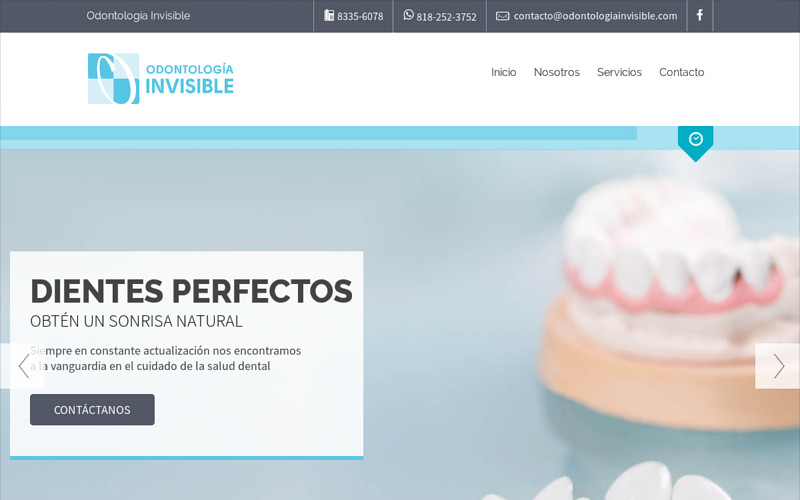 Odontología Invisible
8335-6078
818-252-3752
contacto@odontologiainvisible.com
ODONTOLOGÍA
INVISIBLE
Inicio Nosotros Servicios Contacto
DIENTES PERFECTOS
OBTÉN UN SONRISA NATURAL
Siempre en constante actualización nos encontramos
a la vanguardia en el cuidado de la salud dental
CONTÁCTANOS